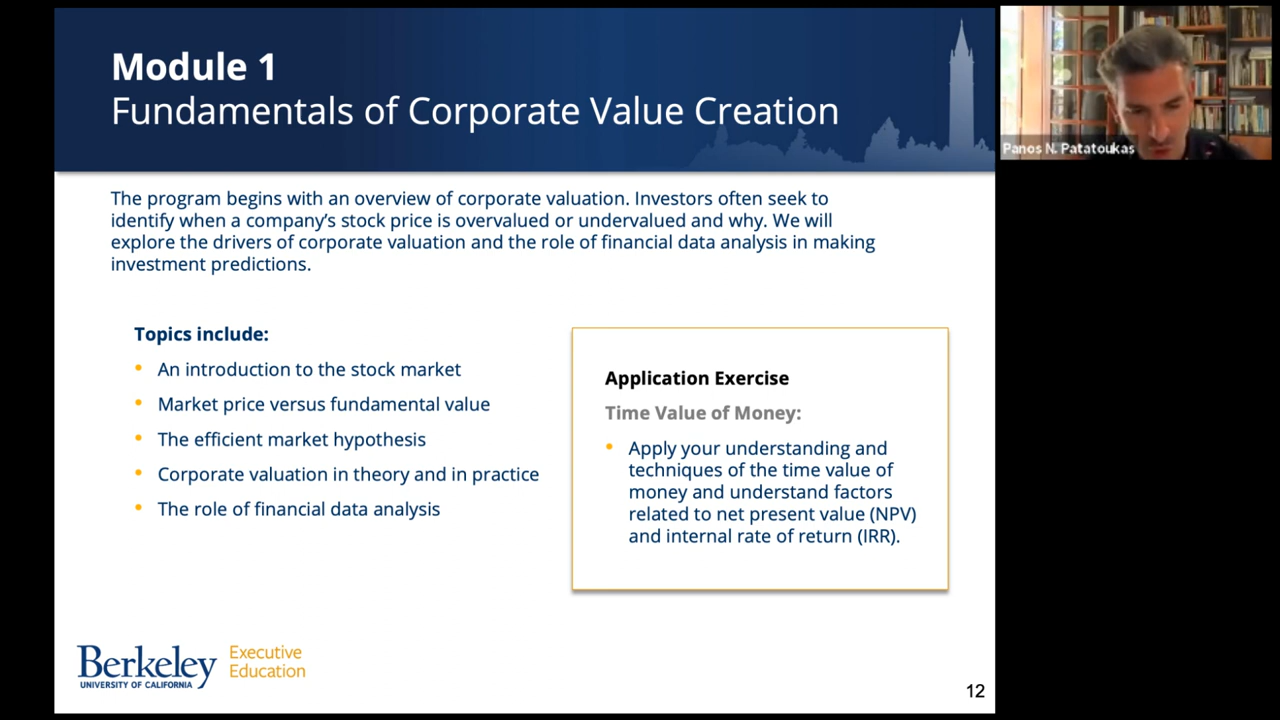 Module 1
Fundamentals of Corporate Value Creation
Panos N. Patatoukas
The program begins with an overview of corporate valuation. Investors often seek to
identify when a company's stock price is overvalued or undervalued and why. We will
explore the drivers of corporate valuation and the role of financial data analysis in making
investment predictions.
Topics include:
• An introduction to the stock market
• Market price versus fundamental value
• The efficient market hypothesis
• Corporate valuation in theory and in practice
• The role of financial data analysis
Application Exercise
Time Value of Money:
• Apply your understanding and
techniques of the time value of
money and understand factors
related to net present value (NPV)
and internal rate of return (IRR).
Berkeley
UNIVERSITY OF CALIFORNIA
Executive
Education
12